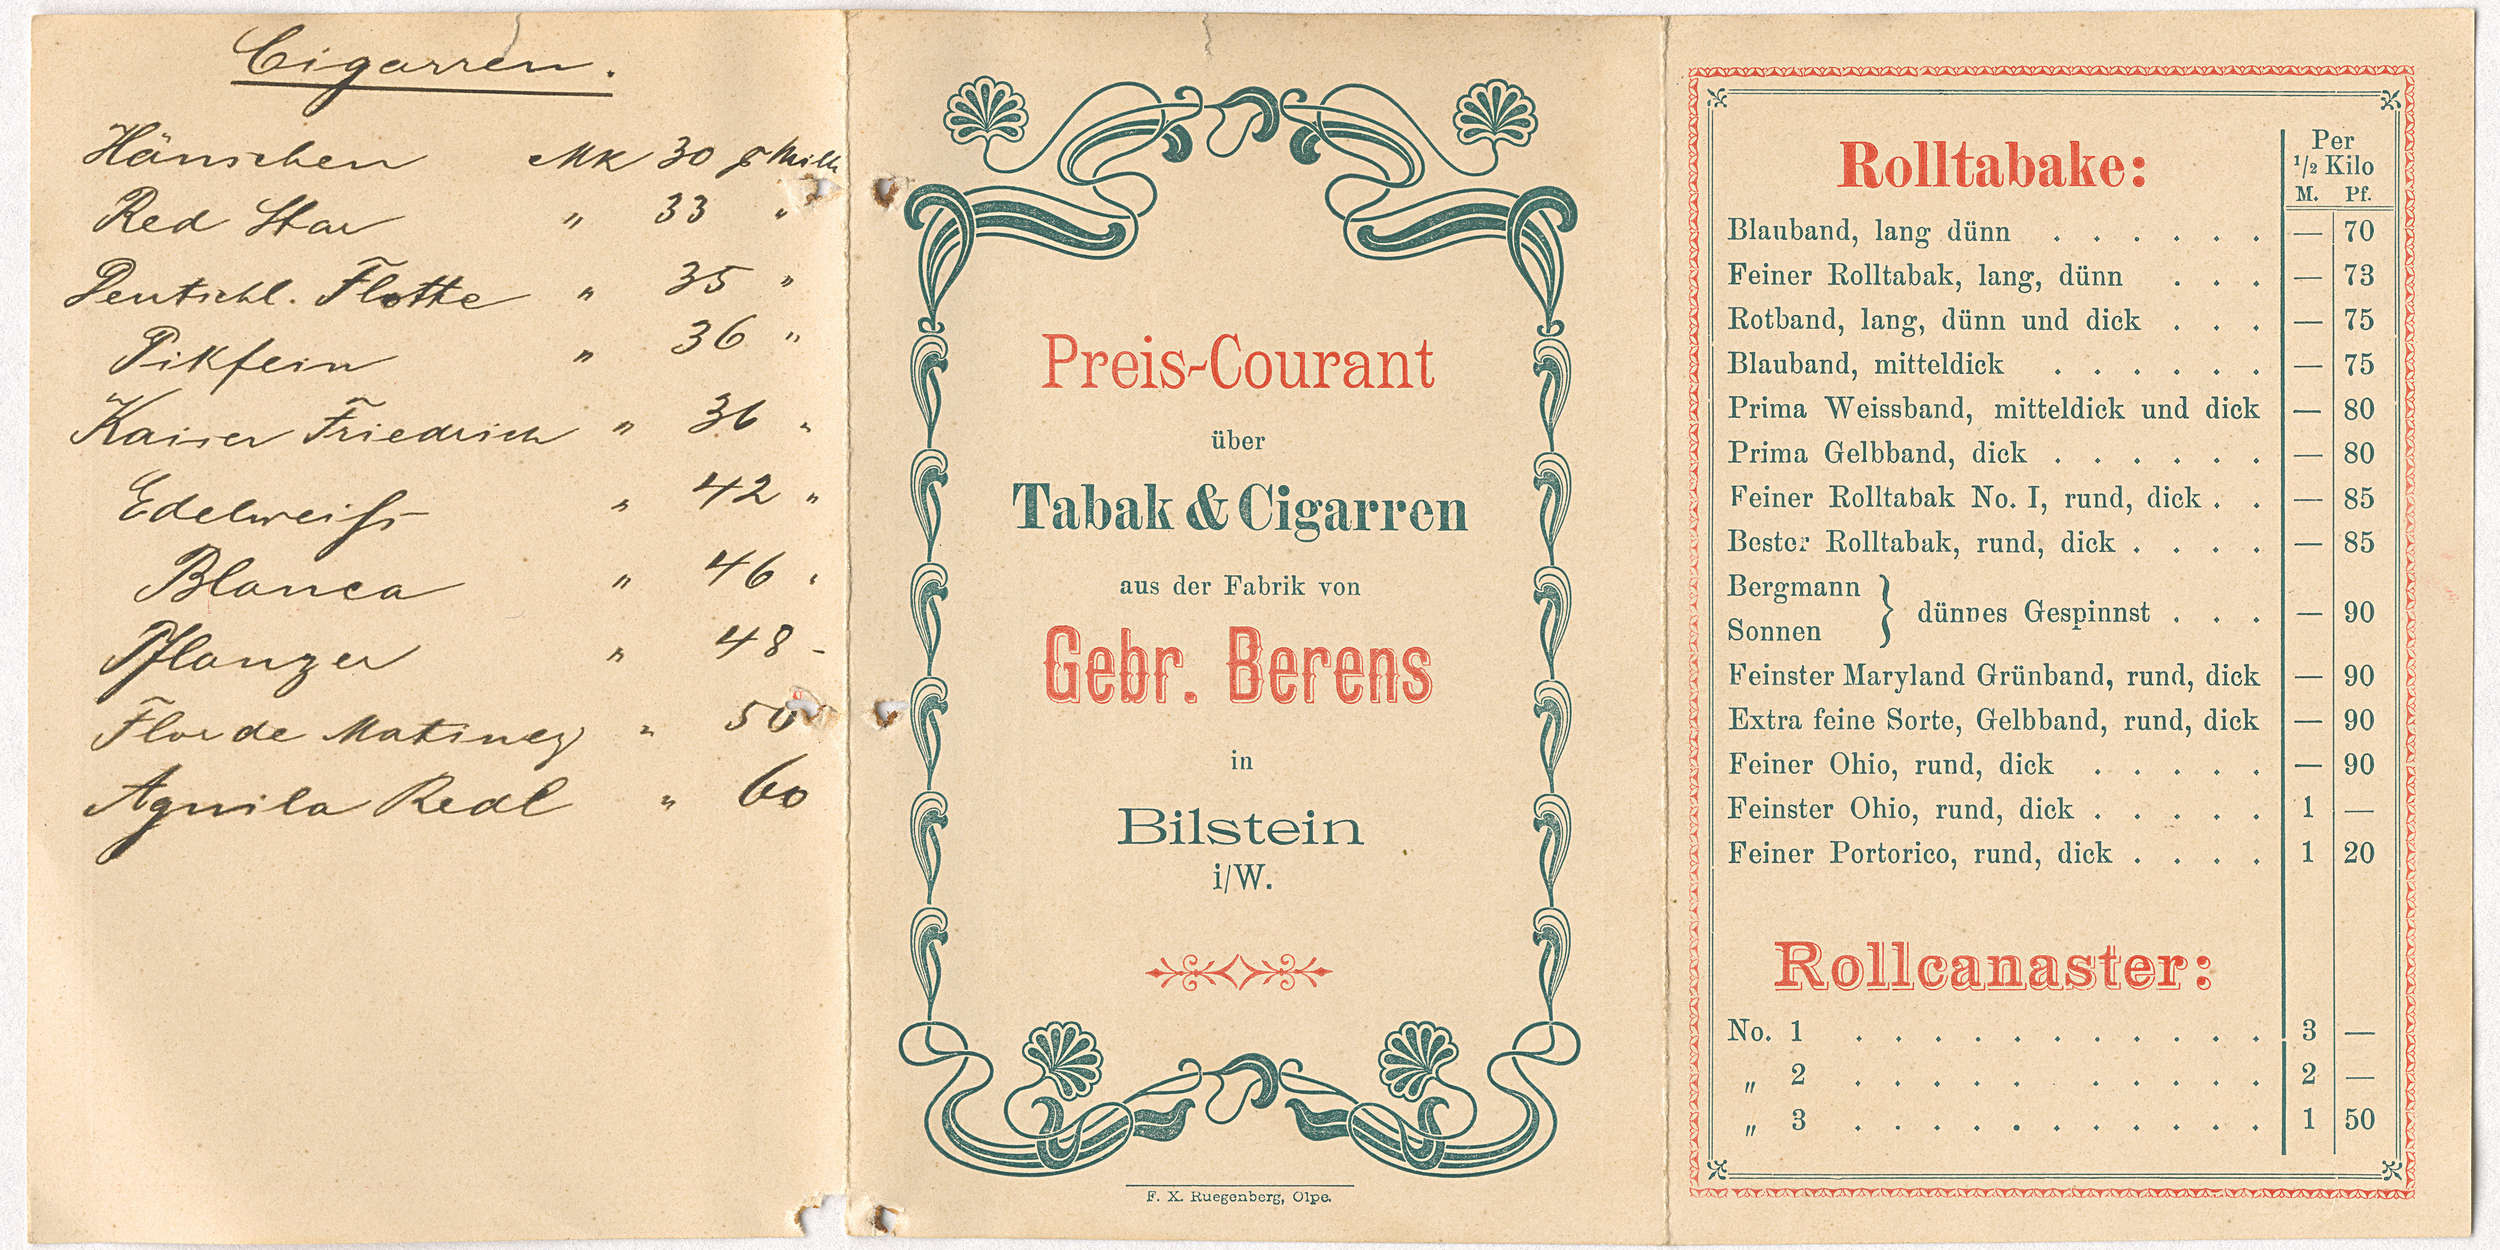 Cigarren.
Hänschen Mk 30 p Mille
Red Star " 33 "
Deutschl. Flotte " 35 "
Pikfein " 36 "
Kaiser Friedrich " 36 "
Edelweiss " 42 "
Blanca " 46 "
Pflanzer " 48 -
Flor de Matinez " 50
Aguila Real " 60
Preis-Courant
über
Tabak & Cigarren
aus der Fabrik von
Gebr. Berens
in
Bilstein
i/W.
F. X. Ruegenberg, Olpe.
Rolltabake: Per
1/2 Kilo
M. Pf.
Blauband, lang dünn . . . . . . — 70
Feiner Rolltabak, lang, dünn . . . — 73
Rotband, lang, dünn und dick . . . — 75
Blauband, mitteldick . . . . . . — 75
Prima Weissband, mitteldick und dick — 80
Prima Gelbband, dick . . . . . . — 80
Feiner Rolltabak No. I, rund, dick . . — 85
Bester Rolltabak, rund, dick . . . . — 85
Bergmann
Sonnen } dünnes Gespinnst . . . — 90
Feinster Maryland Grünband, rund, dick — 90
Extra feine Sorte, Gelbband, rund, dick — 90
Feiner Ohio, rund, dick . . . . . — 90
Feinster Ohio, rund, dick . . . . . 1 —
Feiner Portorico, rund, dick . . . . 1 20
Rollcanaster:
No. 1 . . . . . . . . . . . 3 —
„ 2 . . . . . . . . . . 2 —
„ 3 . . . . . . . . . . . 1 50